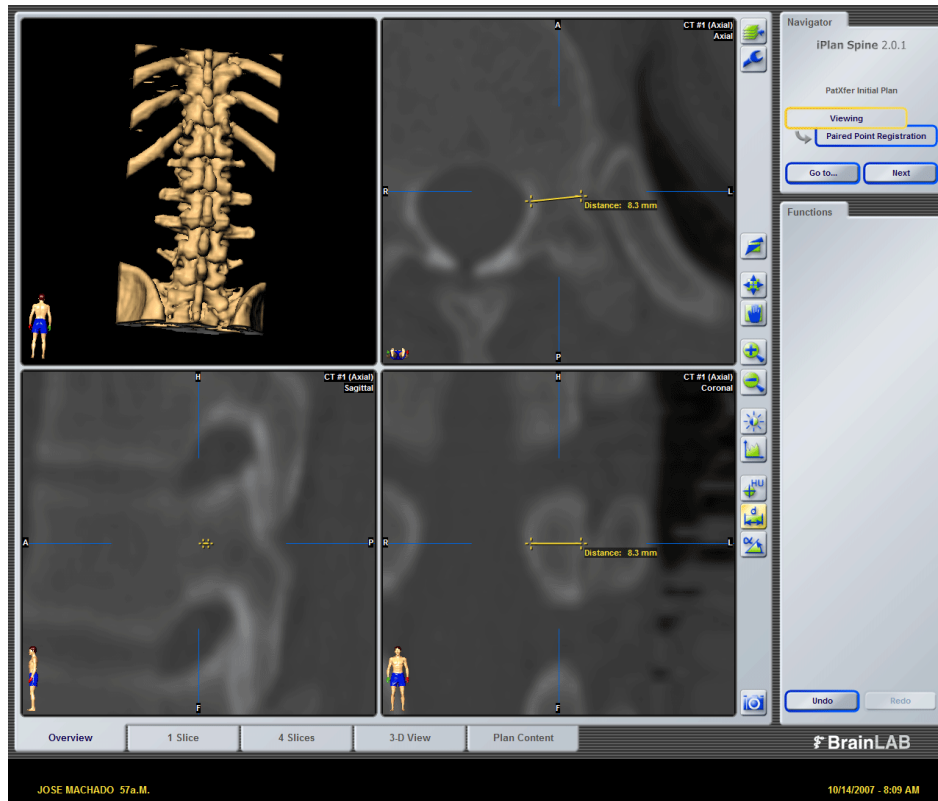 CT #1 (Axial)
Axial
A
R
L
P
Distance: 8.3 mm
CT #1 (Axial)
Sagittal
H
A
P
F
CT #1 (Axial)
Coronal
H
R
L
F
Distance: 8.3 mm
HU
d
α
Navigator
iPlan Spine 2.0.1
PatXfer Initial Plan
Viewing
Paired Point Registration
Go to...
Next
Functions
Undo
Redo
Overview
1 Slice
4 Slices
3-D View
Plan Content
BrainLAB
JOSE MACHADO 57a.M.
10/14/2007 - 8:09 AM